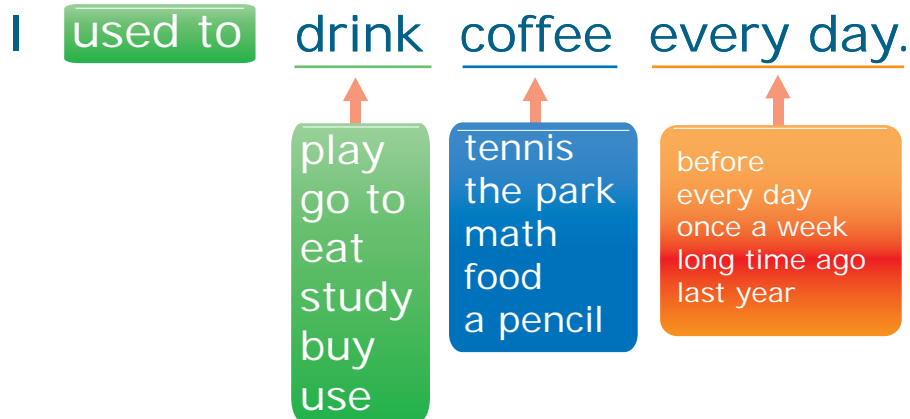 I used to drink coffee every day.
play
go to
eat
study
buy
use
tennis
the park
math
food
a pencil
before
every day
once a week
long time ago
last year